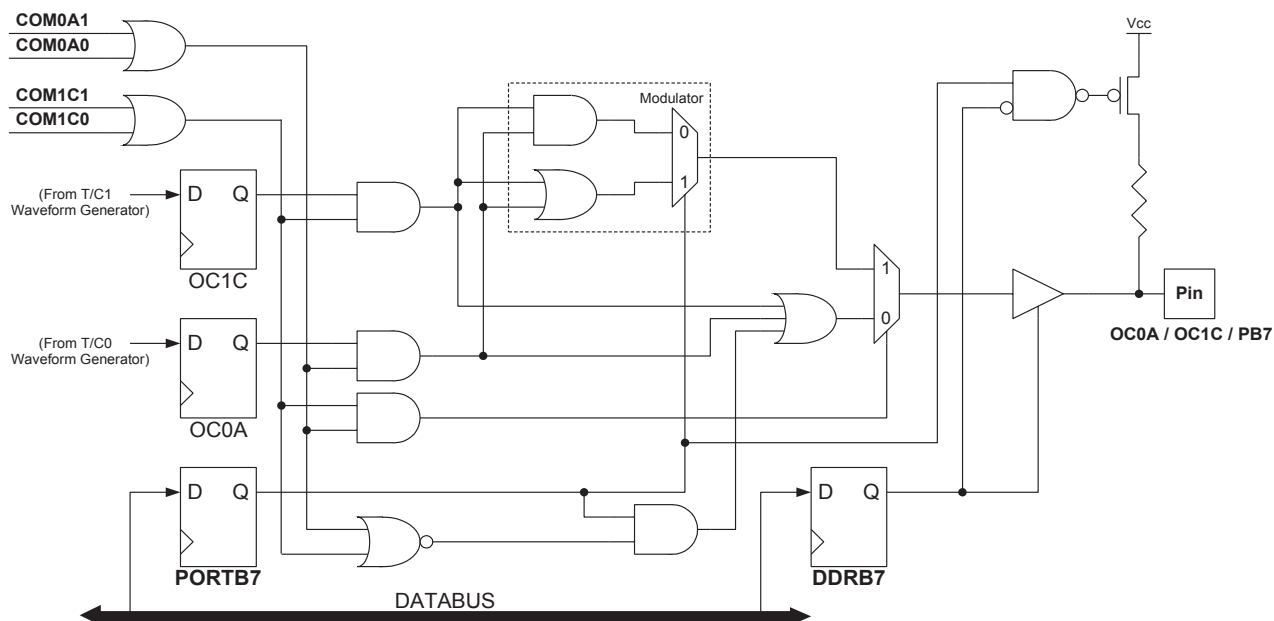 COM0A1
COM0A0
Vcc
COM1C1
COM1C0
Modulator
0
1
(From T/C1
Waveform Generator)
D Q
OC1C
1
0
Pin
OC0A / OC1C / PB7
(From T/C0
Waveform Generator)
D Q
OC0A
D Q
PORTB7
D Q
DDRB7
DATABUS